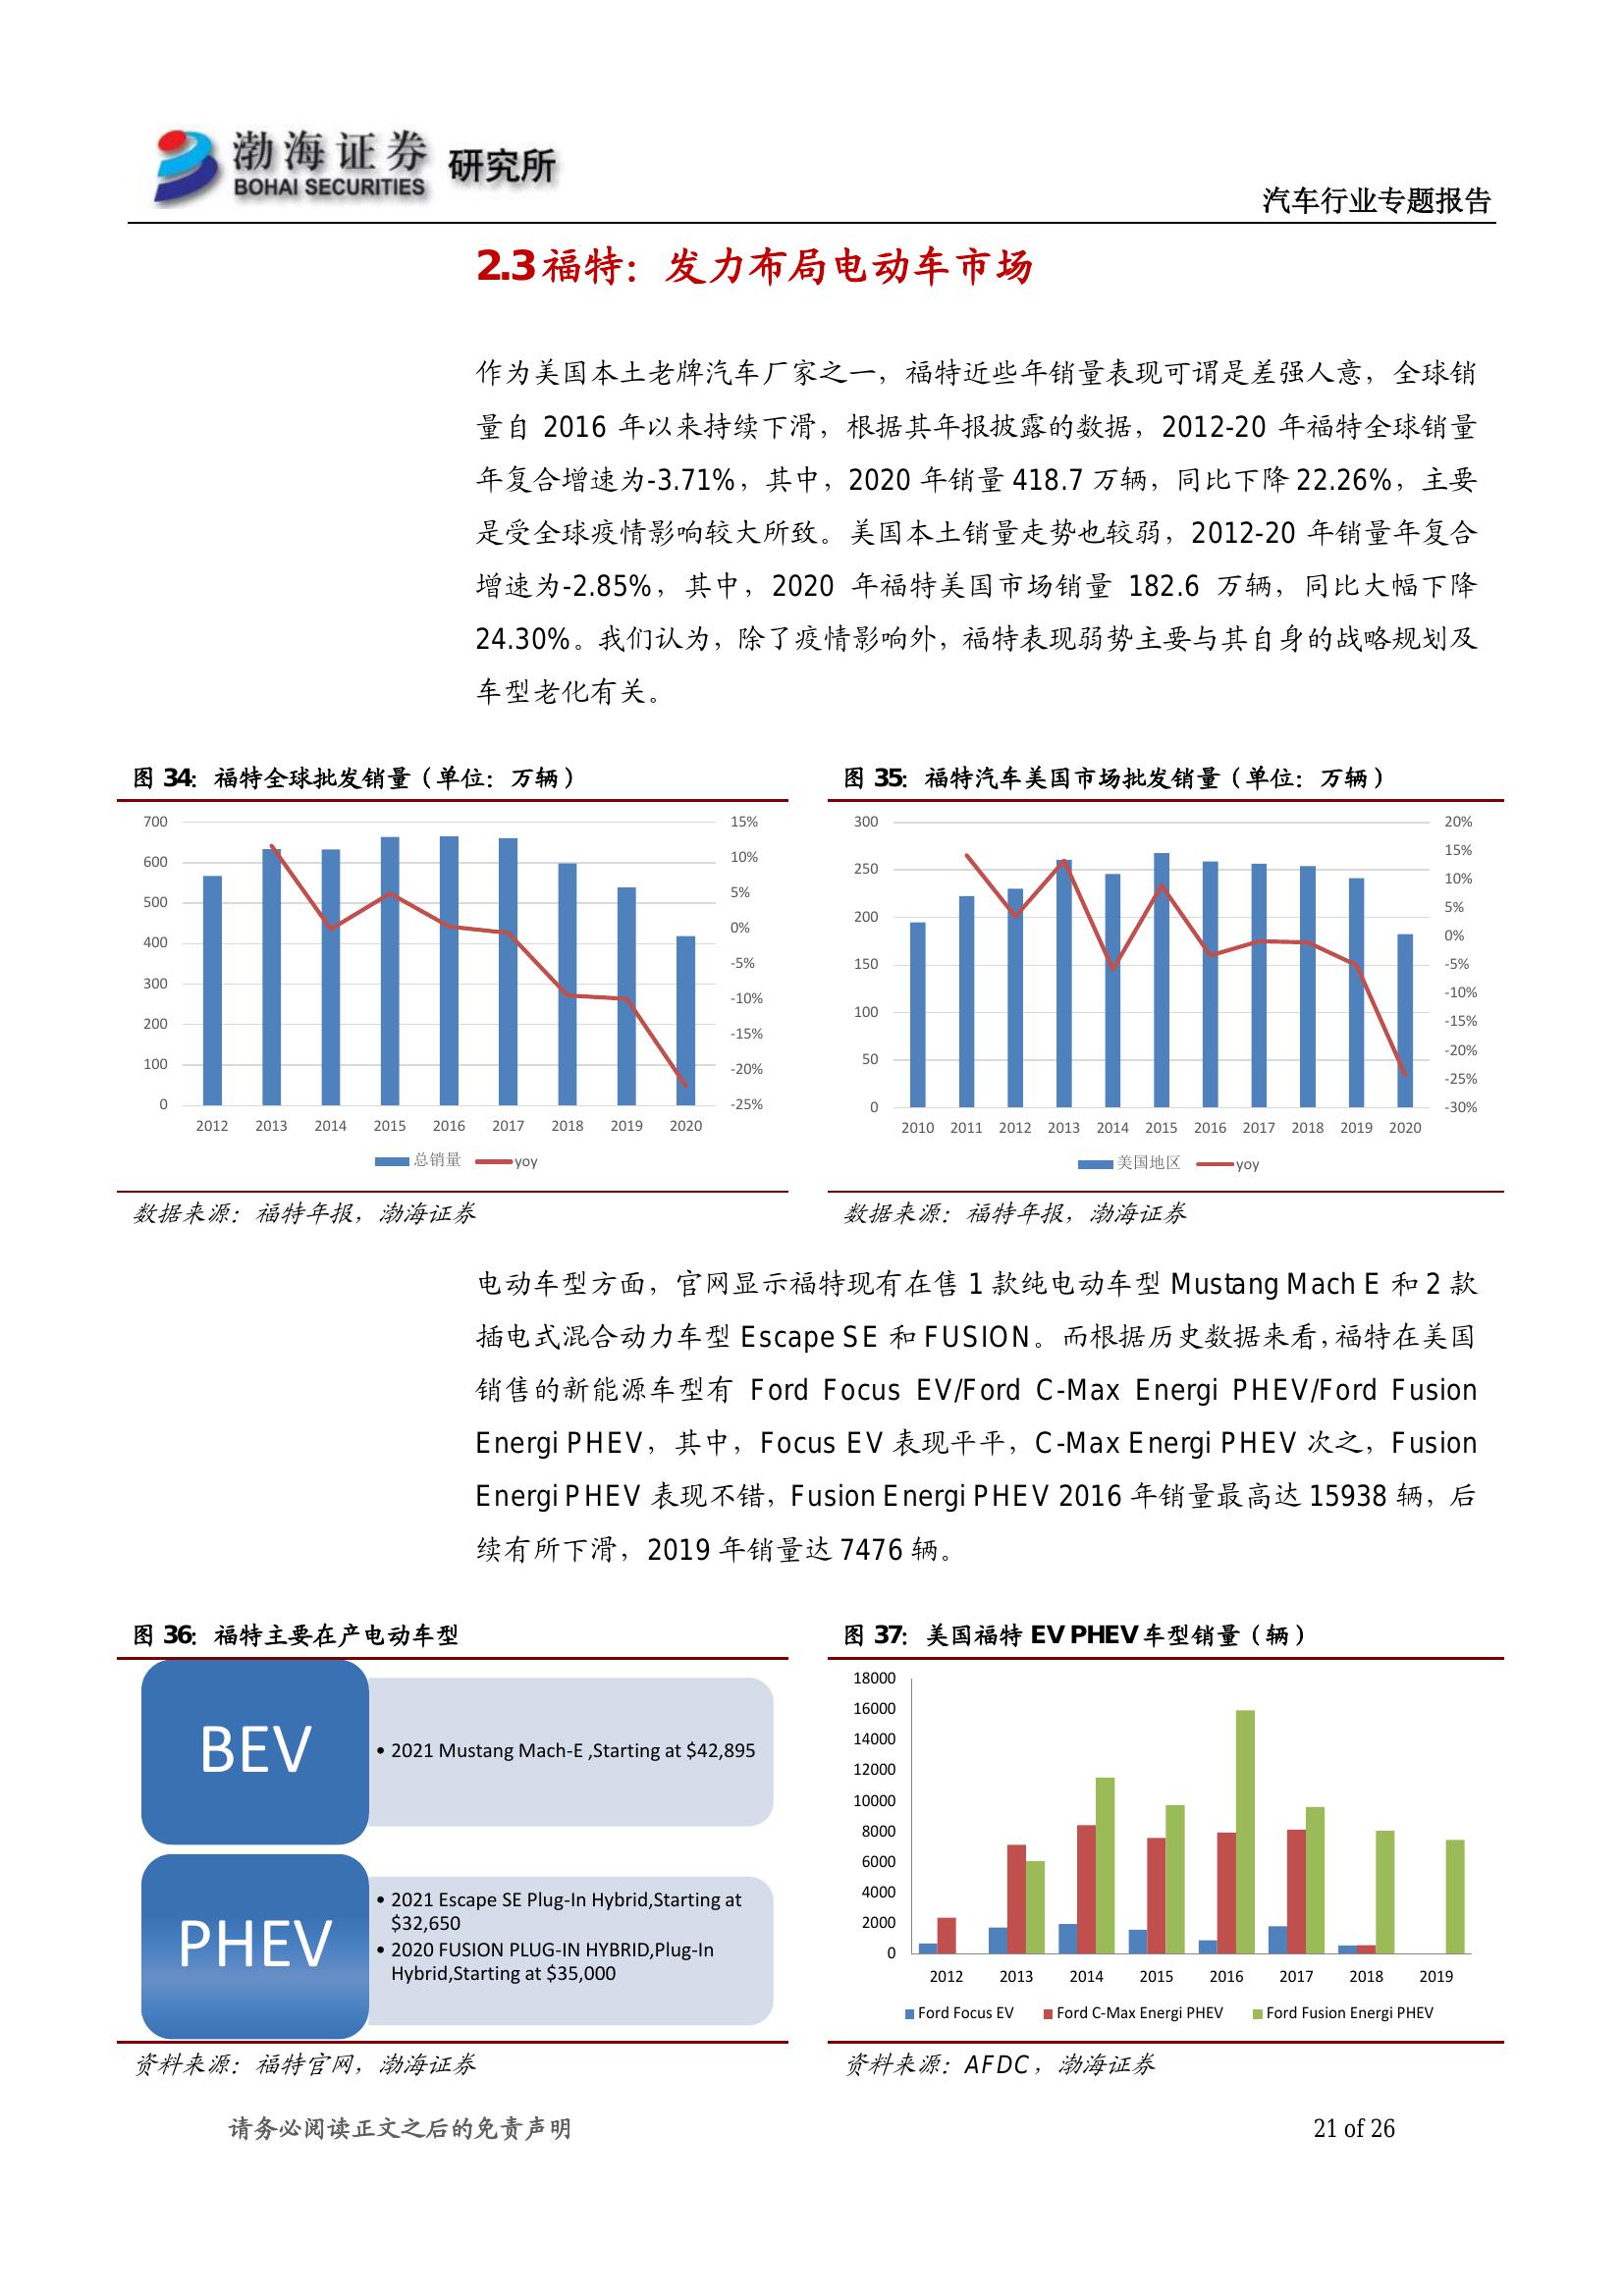 渤海证券 研究所
BOHAI SECURITIES
汽车行业专题报告
2.3福特：发力布局电动车市场
作为美国本土老牌汽车厂家之一，福特近些年销量表现可谓是差强人意，全球销
量自 2016 年以来持续下滑，根据其年报披露的数据，2012-20 年福特全球销量
年复合增速为-3.71%，其中，2020 年销量 418.7 万辆，同比下降 22.26%，主要
是受全球疫情影响较大所致。美国本土销量走势也较弱，2012-20 年销量年复合
增速为-2.85%，其中，2020 年福特美国市场销量 182.6 万辆，同比大幅下降
24.30%。我们认为，除了疫情影响外，福特表现弱势主要与其自身的战略规划及
车型老化有关。
图 34：福特全球批发销量（单位：万辆）
700
600
500
400
300
200
100
0
15%
10%
5%
0%
-5%
-10%
-15%
-20%
-25%
2012 2013 2014 2015 2016 2017 2018 2019 2020
总销量 yoy
数据来源：福特年报，渤海证券
图 35：福特汽车美国市场批发销量（单位：万辆）
300
250
200
150
100
50
0
20%
15%
10%
5%
0%
-5%
-10%
-15%
-20%
-25%
-30%
2010 2011 2012 2013 2014 2015 2016 2017 2018 2019 2020
美国地区 yoy
数据来源：福特年报，渤海证券
电动车型方面，官网显示福特现有在售 1 款纯电动车型 Mustang Mach E 和 2 款
插电式混合动力车型 Escape SE 和 FUSION。而根据历史数据来看，福特在美国
销售的新能源车型有 Ford Focus EV/Ford C-Max Energi PHEV/Ford Fusion
Energi PHEV，其中，Focus EV 表现平平，C-Max Energi PHEV 次之，Fusion
Energi PHEV 表现不错，Fusion Energi PHEV 2016 年销量最高达 15938 辆，后
续有所下滑，2019 年销量达 7476 辆。
图 36：福特主要在产电动车型
BEV
• 2021 Mustang Mach-E ,Starting at $42,895
PHEV
• 2021 Escape SE Plug-In Hybrid,Starting at
$32,650
• 2020 FUSION PLUG-IN HYBRID,Plug-In
Hybrid,Starting at $35,000
资料来源：福特官网，渤海证券
图 37：美国福特 EV PHEV 车型销量（辆）
18000
16000
14000
12000
10000
8000
6000
4000
2000
0
2012 2013 2014 2015 2016 2017 2018 2019
Ford Focus EV Ford C-Max Energi PHEV Ford Fusion Energi PHEV
资料来源：AFDC，渤海证券
请务必阅读正文之后的免责声明
21 of 26